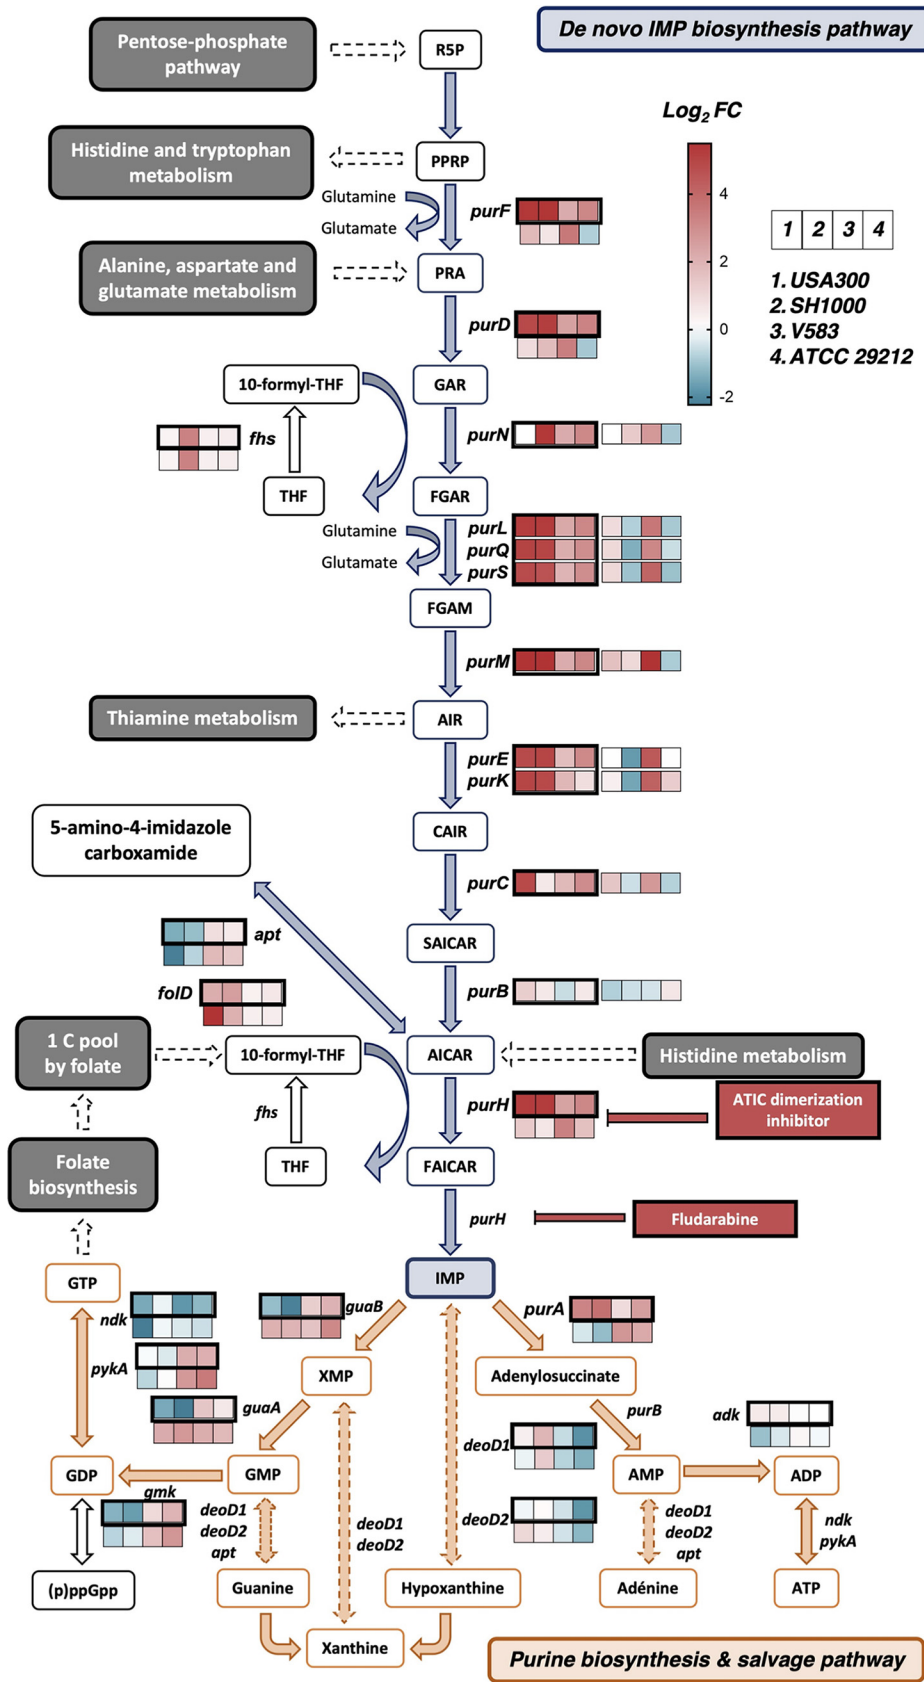 De novo IMP biosynthesis pathway
Pentose-phosphate
pathway
R5P
Log2 FC
Histidine and tryptophan
metabolism
PPRP
4
Glutamine
Glutamate
purF
1 2 3 4
2
Alanine, aspartate and
glutamate metabolism
PRA
1. USA300
2. SH1000
3. V583
4. ATCC 29212
0
purD
-2
10-formyl-THF
GAR
fhs
purN
THF
FGAR
Glutamine
Glutamate
purL
purQ
purS
FGAM
purM
Thiamine metabolism
AIR
purE
purK
5-amino-4-imidazole
carboxamide
CAIR
purC
apt
SAICAR
folD
purB
1 C pool
by folate
10-formyl-THF
AICAR
Histidine metabolism
fhs
purH
ATIC dimerization
inhibitor
Folate
biosynthesis
THF
FAICAR
purH
Fludarabine
GTP
IMP
ndk
guaB
purA
pykA
XMP
Adenylosuccinate
guaA
purB
adk
deoD1
GDP
GMP
AMP
ADP
gmk
deoD1
deoD2
apt
deoD1
deoD2
deoD2
deoD1
deoD2
apt
ndk
pykA
(p)ppGpp
Guanine
Hypoxanthine
Adénine
ATP
Xanthine
Purine biosynthesis & salvage pathway